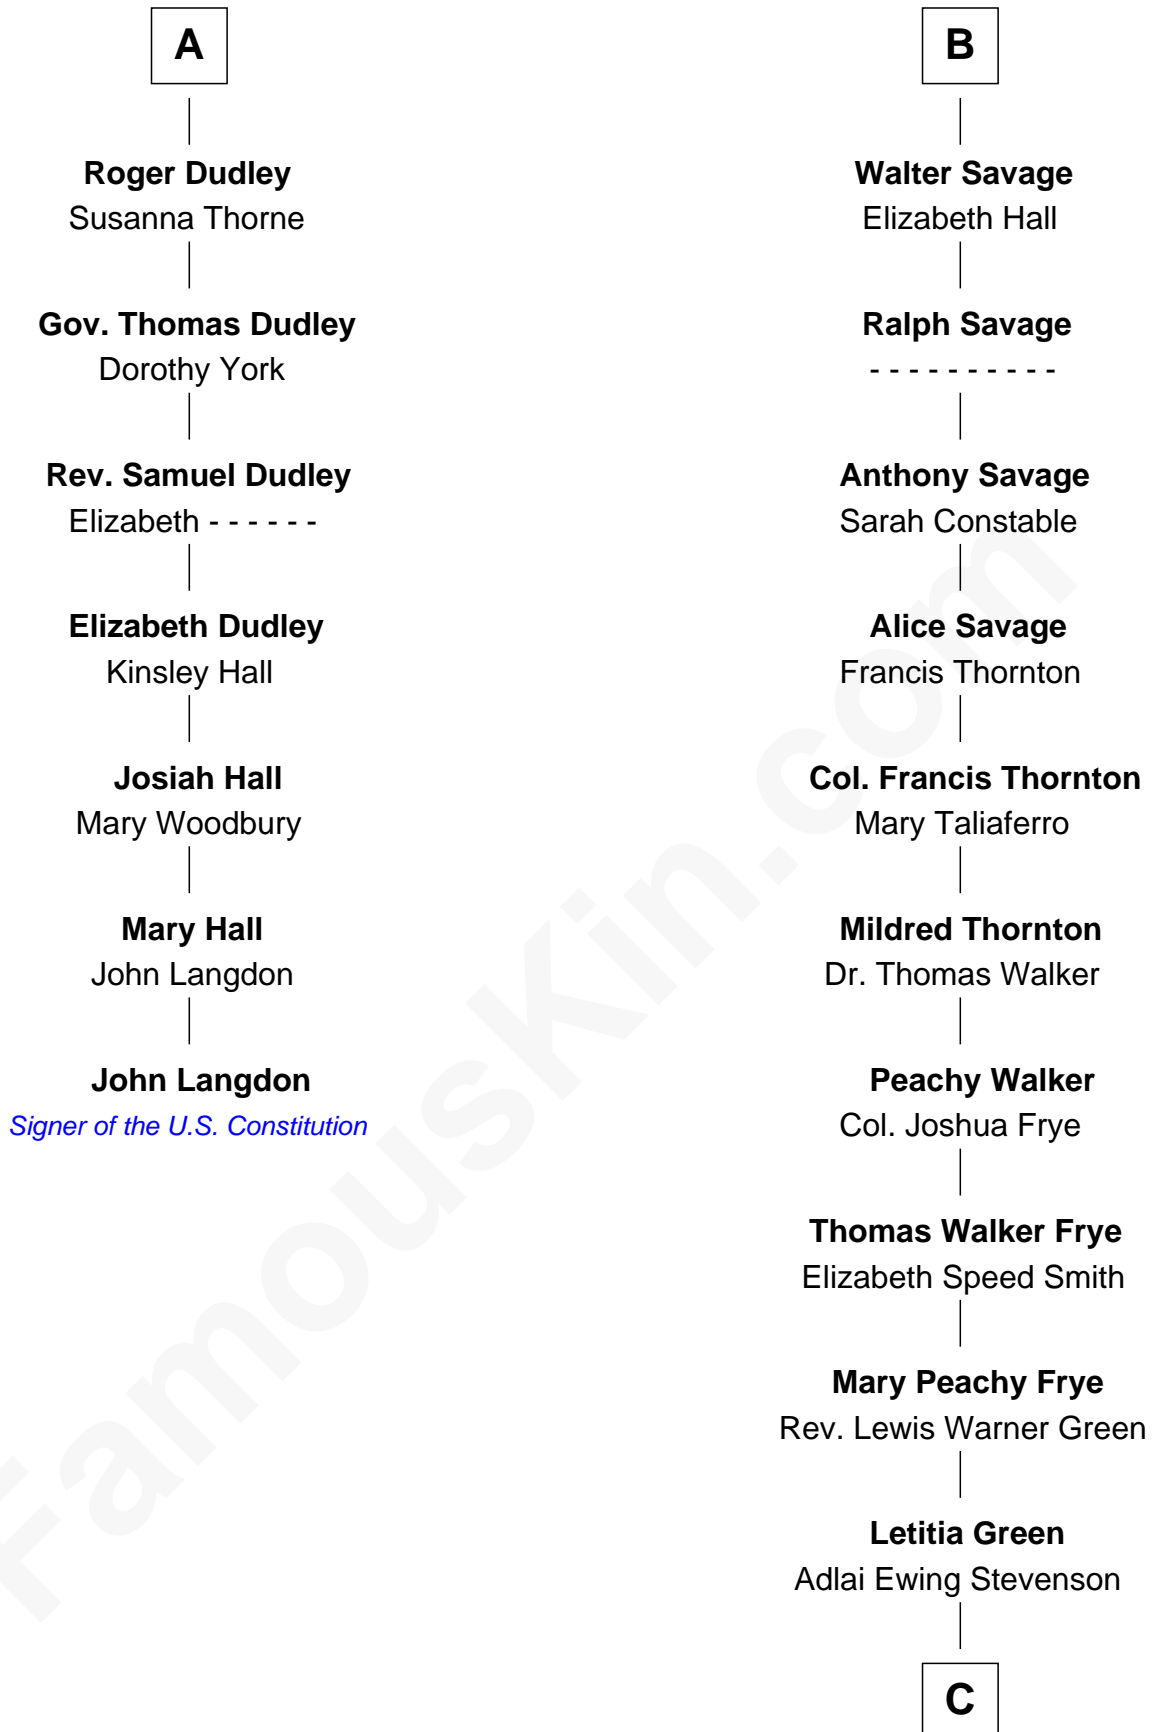 A
Roger Dudley
Susanna Thorne
Gov. Thomas Dudley
Dorothy York
Rev. Samuel Dudley
Elizabeth - - - - - -
Elizabeth Dudley
Kinsley Hall
Josiah Hall
Mary Woodbury
Mary Hall
John Langdon
John Langdon
Signer of the U.S. Constitution
B
Walter Savage
Elizabeth Hall
Ralph Savage
- - - - - - - - - -
Anthony Savage
Sarah Constable
Alice Savage
Francis Thornton
Col. Francis Thornton
Mary Taliaferro
Mildred Thornton
Dr. Thomas Walker
Peachy Walker
Col. Joshua Frye
Thomas Walker Frye
Elizabeth Speed Smith
Mary Peachy Frye
Rev. Lewis Warner Green
Letitia Green
Adlai Ewing Stevenson
C
FamousKin.com